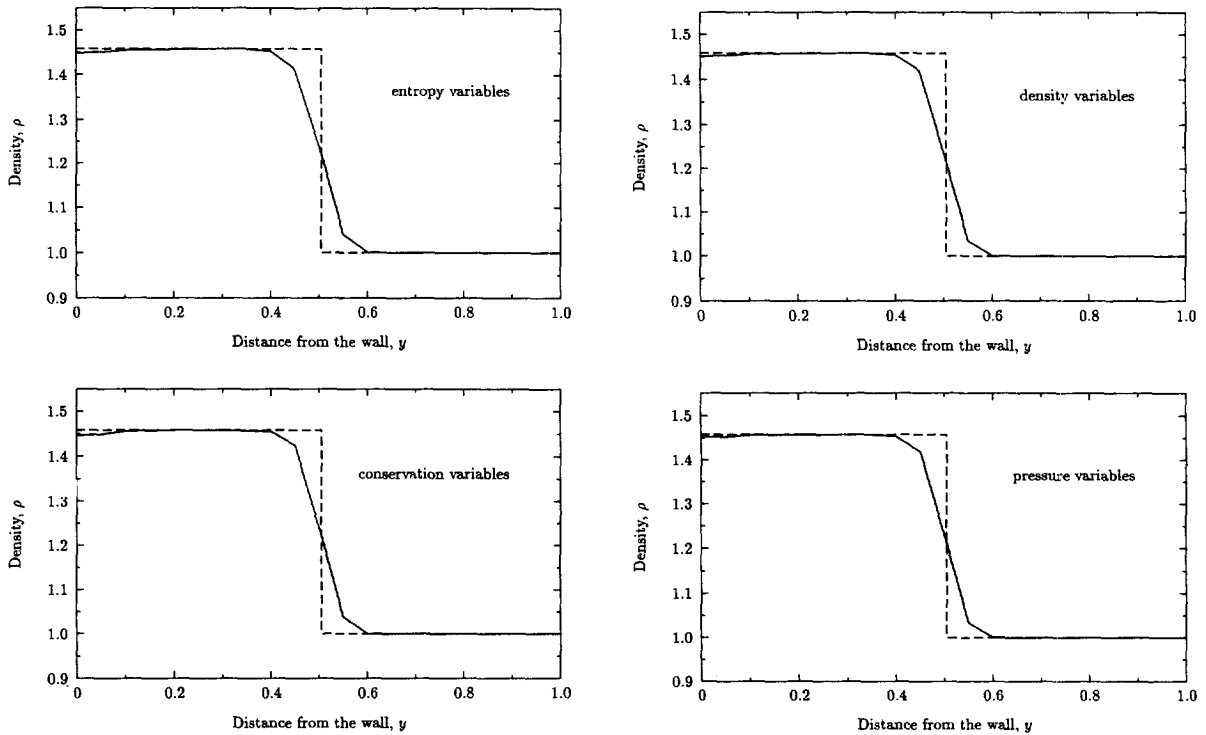 1.5
1.4
1.3
1.2
1.1
1.0
0.9
Density, ρ
entropy variables
0 0.2 0.4 0.6 0.8 1.0
Distance from the wall, y
1.5
1.4
1.3
1.2
1.1
1.0
0.9
Density, ρ
density variables
0 0.2 0.4 0.6 0.8 1.0
Distance from the wall, y
1.5
1.4
1.3
1.2
1.1
1.0
0.9
Density, ρ
conservation variables
0 0.2 0.4 0.6 0.8 1.0
Distance from the wall, y
1.5
1.4
1.3
1.2
1.1
1.0
0.9
Density, ρ
pressure variables
0 0.2 0.4 0.6 0.8 1.0
Distance from the wall, y